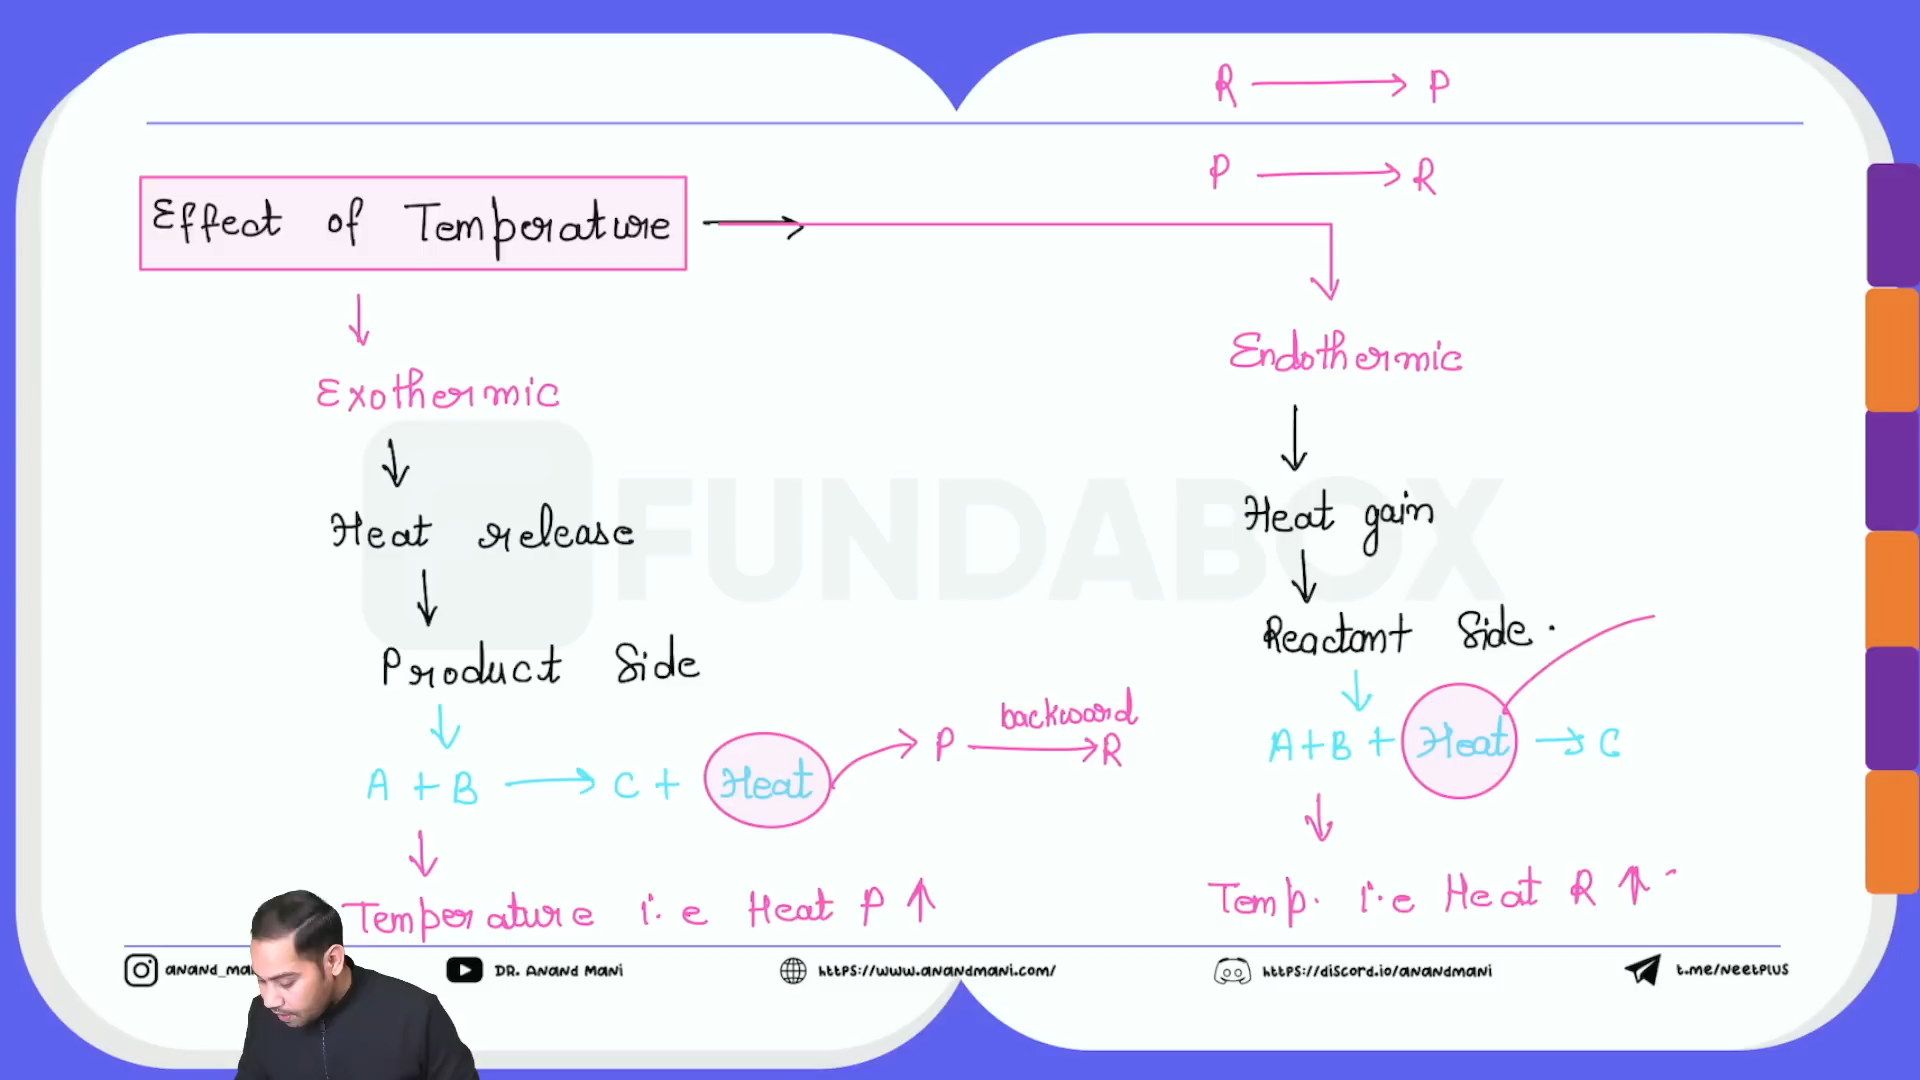 R → P
P → R
Effect of Temperature →
↓
Exothermic
↓
Heat release
↓
Product Side
↓
A + B → C + Heat → P → R
backward
↓
Temperature i.e Heat P ↑
Endothermic
↓
Heat gain
↓
Reactant Side.
↓
A + B + Heat → C
↓
Temp. i.e Heat R ↑
FUNDABOX
DR. ANAND MANI
https://www.anandmani.com/
https://discord.io/anandmani
t.me/NEETPLUS